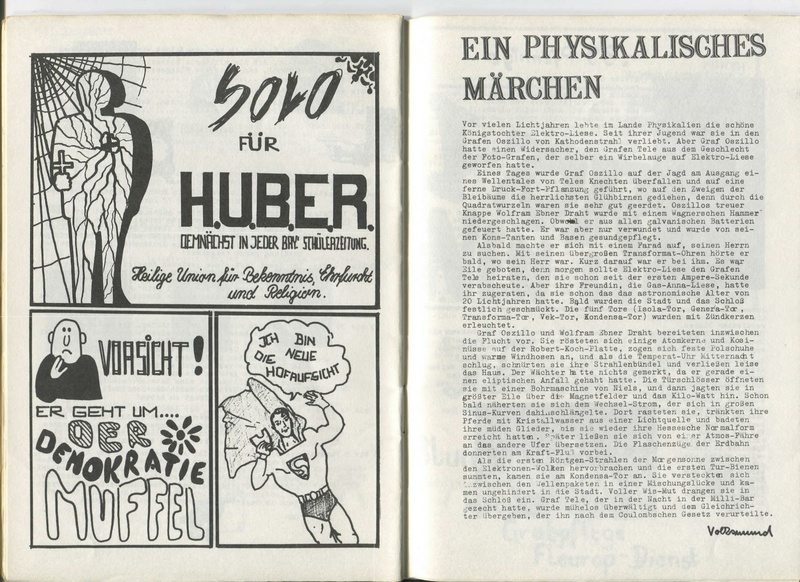 SOLO
FÜR
H.U.B.E.R.
DEMNÄCHST IN JEDER BAY. SCHÜLERZEITUNG.
Heilige Union für Bekenntnis, Ehrfurcht
und Religion.
VORSICHT!
ER GEHT UM....
DER
DEMOKRATIE
MUFFEL
ICH BIN
DIE NEUE
HOFAUFSICHT
S
EIN PHYSIKALISCHES
MÄRCHEN
Vor vielen Lichtjahren lebte im Lande Physikalien die schöne
Königstochter Elektro-Liese. Seit ihrer Jugend war sie in den
Grafen Oszillo von Kathodenstrahl verliebt. Aber Graf Oszillo
hatte einen Widersacher, den Grafen Tele aus dem Geschlecht
der Foto-Grafen, der selber ein Wirbelauge auf Elektro-Liese
geworfen hatte.
Eines Tages wurde Graf Oszillo auf der Jagd am Ausgang ei-
nes Wellentales von Teles Knechten überfallen und auf eine
ferne Druck-Fort-Pflanzung geführt, wo auf den Zweigen der
Bleibäume die herrlichsten Glühbirnen gediehen, denn durch die
Quadratwurzeln waren sie sehr gut geerdet. Oszillos treuer
Knappe Wolfram Ebner Draht wurde mit einem Wagnerschen Hammer
niedergeschlagen. Obwohl er aus allen galvanischen Batterien
gefeuert hatte. Er war aber nur verwundet und wurde von sei-
nen Kons-Tanten und Basen gesundgepflegt.
Alsbald machte er sich mit einem Farad auf, seinen Herrn
zu suchen. Mit seinen übergroßen Transformat-Ohren hörte er
bald, wo sein Herr war. Kurz darauf war er bei ihm. Es war
Eile geboten, denn morgen sollte Elektro-Liese den Grafen
Tele heiraten, den sie schon seit der ersten Ampere-Sekunde
verabscheute. Aber ihre Freundin, die Gas-Anna-Liese, hatte
ihr zugeraten, da sie schon das das astronomische Alter von
20 Lichtjahren hatte. Bald wurden die Stadt und das Schloß
festlich geschmückt. Die fünf Tore (Isola-Tor, Genera-Tor,
Transforma-Tor, Vek-Tor, Kondensa-Tor) wurden mit Zündkerzen
erleuchtet.
Graf Oszillo und Wolfram Ebner Draht bereiteten inzwischen
die Flucht vor. Sie rösteten sich einige Atomkerne und Kosi-
nüsse auf der Robert-Koch-Platte, zogen sich feste Polschuhe
und warme Windhosen an, und als die Temperat-Uhr Mitternacht
schlug, schnürten sie ihre Strahlenbündel und verließen leise
das Haus. Der Wächter hatte nichts gemerkt, da er gerade ei-
nen eliptischen Anfall gehabt hatte. Die Türschlösser öffneten
sie mit einer Bohrmaschine von Niels, und dann jagten sie in
größter Eile über die Magnetfelder und das Kilo-Watt hin. Schon
bald näherten sie sich dem Wechsel-Strom, der sich in großen
Sinus-Kurven dahinschlängelte. Dort rasteten sie, tränkten ihre
Pferde mit Kristallwasser aus einer Lichtquelle und badeten
ihre müden Glieder, bis sie wieder ihre Hessesche Normalform
erreicht hatten. Später ließen sie sich von einer Atmos-Fähre
an das andere Ufer übersetzen. Die Flaschenzüge der Erdbahn
donnerten am Kraft-Fluß vorbei.
Als die ersten Röntgen-Strahlen der Morgensonne zwischen
den Elektronen-Wolken hervorbrachen und die ersten Tur-Bienen
summten, kamen sie am Kondensa-Tor an. Sie versteckten sich
zwischen den Wellenpaketen in einer Mischungslücke und ka-
men ungehindert in die Stadt. Voller Wis-Mut drangen sie in
das Schloß ein. Graf Tele, der in der Nacht in der Milli-Bar
gezecht hatte, wurde mühelos überwältigt und dem Gleichrich-
ter übergeben, der ihn nach dem Coulombschen Gesetz verurteilte.
Volksmund
Fleurop-Dienst